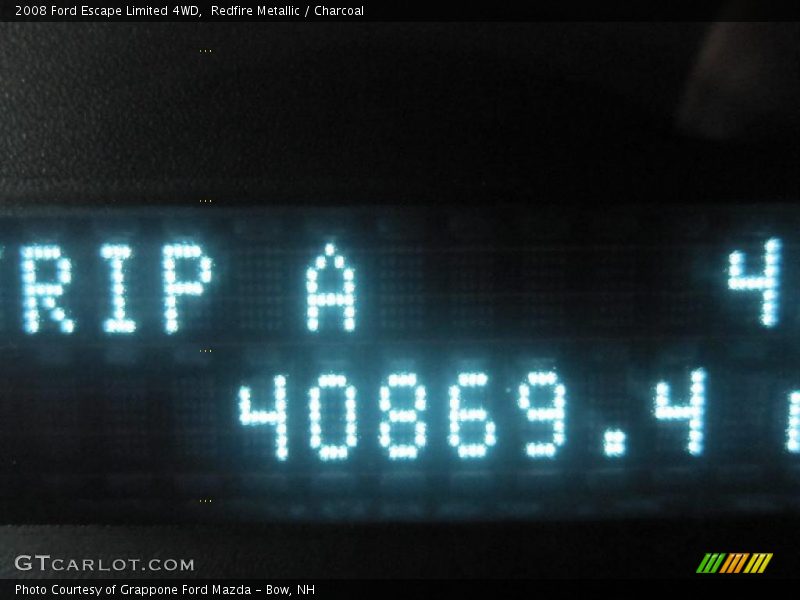 2008 Ford Escape Limited 4WD,  Redfire Metallic / Charcoal
TRIP A 4
40869.4
GTCARLOT.COM
Photo Courtesy of Grappone Ford Mazda - Bow, NH